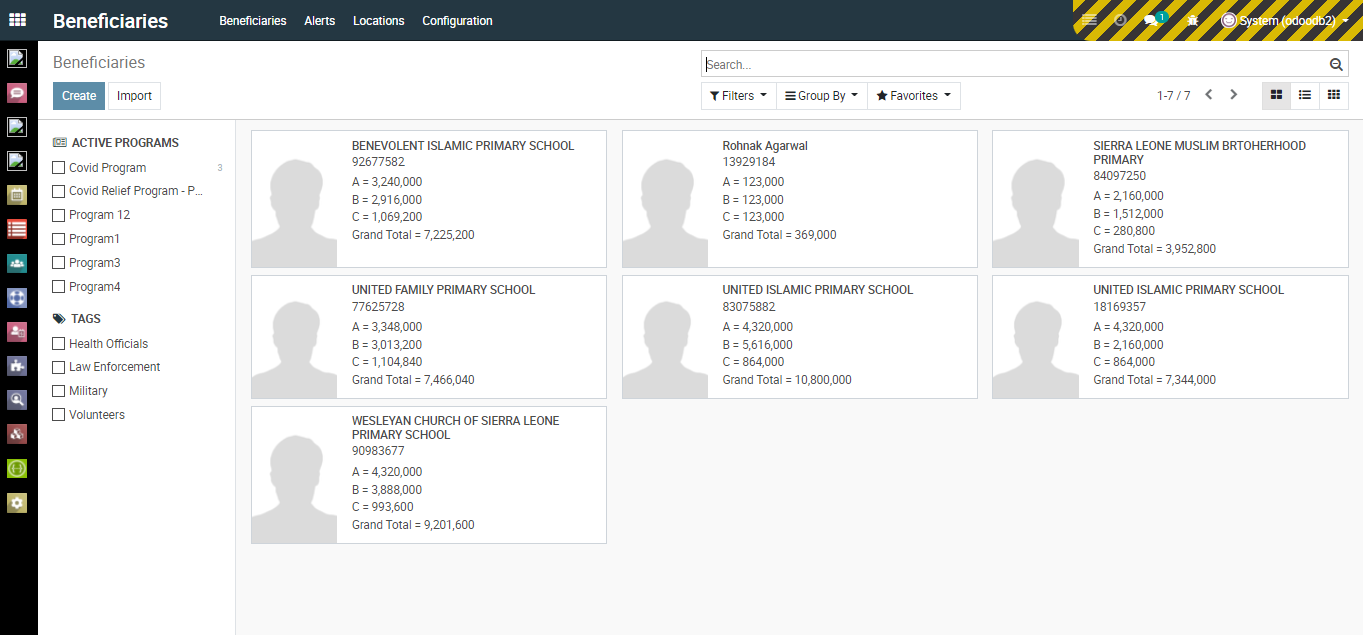 Beneficiaries
Beneficiaries Alerts Locations Configuration
1
System (odoodb2)
Beneficiaries
Search...
Create Import
Filters Group By Favorites
1-7 / 7
ACTIVE PROGRAMS
Covid Program 3
Covid Relief Program - P...
Program 12
Program1
Program3
Program4
TAGS
Health Officials
Law Enforcement
Military
Volunteers
BENEVOLENT ISLAMIC PRIMARY SCHOOL
92677582
A = 3,240,000
B = 2,916,000
C = 1,069,200
Grand Total = 7,225,200
Rohnak Agarwal
13929184
A = 123,000
B = 123,000
C = 123,000
Grand Total = 369,000
SIERRA LEONE MUSLIM BRTOHERHOOD
PRIMARY
84097250
A = 2,160,000
B = 1,512,000
C = 280,800
Grand Total = 3,952,800
UNITED FAMILY PRIMARY SCHOOL
77625728
A = 3,348,000
B = 3,013,200
C = 1,104,840
Grand Total = 7,466,040
UNITED ISLAMIC PRIMARY SCHOOL
83075882
A = 4,320,000
B = 5,616,000
C = 864,000
Grand Total = 10,800,000
UNITED ISLAMIC PRIMARY SCHOOL
18169357
A = 4,320,000
B = 2,160,000
C = 864,000
Grand Total = 7,344,000
WESLEYAN CHURCH OF SIERRA LEONE
PRIMARY SCHOOL
90983677
A = 4,320,000
B = 3,888,000
C = 993,600
Grand Total = 9,201,600